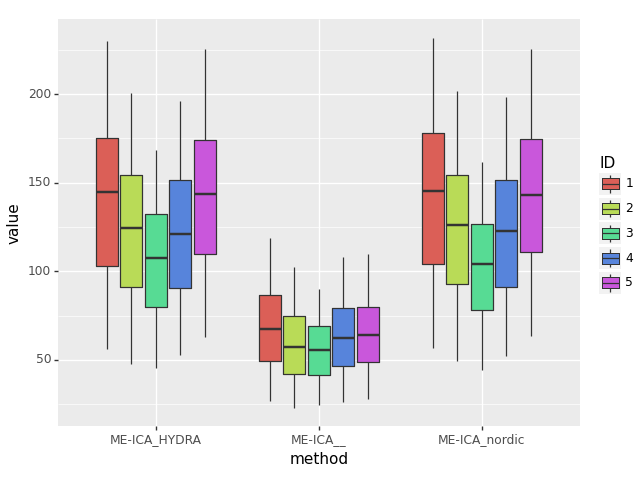 value
200
150
100
50
ME-ICA_HYDRA
ME-ICA__
ME-ICA_nordic
method
ID
1
2
3
4
5